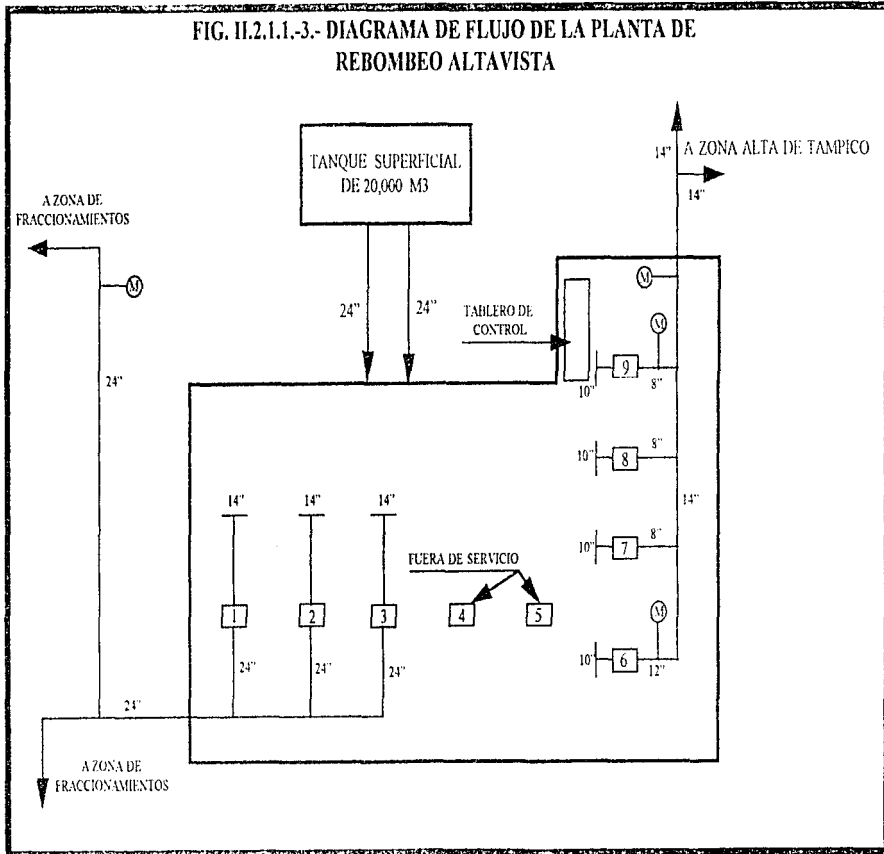 FIG. II.2.1.1.-3.- DIAGRAMA DE FLUJO DE LA PLANTA DE
REBOMBEO ALTAVISTA
TANQUE SUPERFICIAL
DE 20,000 M3
14"
A ZONA ALTA DE TAMPICO
14"
A ZONA DE
FRACCIONAMIENTOS
M
M
24"
24"
TABLERO DE
CONTROL
M
24"
9
10"
8"
10"
8
8"
14"
14"
14"
14"
10"
7
8"
FUERA DE SERVICIO
1
2
3
4
5
M
10"
6
12"
24"
24"
24"
24"
A ZONA DE
FRACCIONAMIENTOS